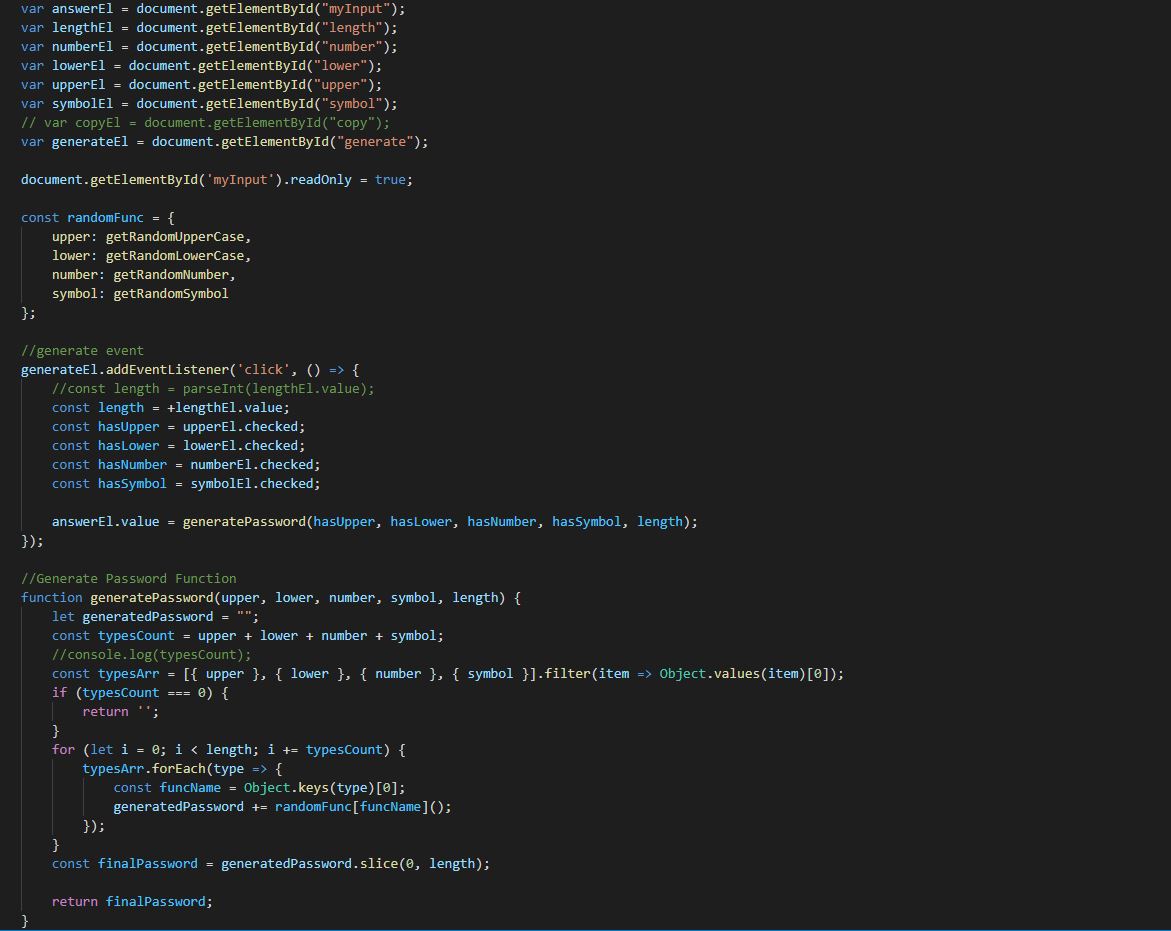 var answerEl = document.getElementById("myInput");
var lengthEl = document.getElementById("length");
var numberEl = document.getElementById("number");
var lowerEl = document.getElementById("lower");
var upperEl = document.getElementById("upper");
var symbolEl = document.getElementById("symbol");
// var copyEl = document.getElementById("copy");
var generateEl = document.getElementById("generate");

document.getElementById('myInput').readOnly = true;

const randomFunc = {
    upper: getRandomUpperCase,
    lower: getRandomLowerCase,
    number: getRandomNumber,
    symbol: getRandomSymbol
};

//generate event
generateEl.addEventListener('click', () => {
    //const length = parseInt(lengthEl.value);
    const length = +lengthEl.value;
    const hasUpper = upperEl.checked;
    const hasLower = lowerEl.checked;
    const hasNumber = numberEl.checked;
    const hasSymbol = symbolEl.checked;

    answerEl.value = generatePassword(hasUpper, hasLower, hasNumber, hasSymbol, length);
});

//Generate Password Function
function generatePassword(upper, lower, number, symbol, length) {
    let generatedPassword = "";
    const typesCount = upper + lower + number + symbol;
    //console.log(typesCount);
    const typesArr = [{ upper }, { lower }, { number }, { symbol }].filter(item => Object.values(item)[0]);
    if (typesCount === 0) {
        return '';
    }
    for (let i = 0; i < length; i += typesCount) {
        typesArr.forEach(type => {
            const funcName = Object.keys(type)[0];
            generatedPassword += randomFunc[funcName]();
        });
    }
    const finalPassword = generatedPassword.slice(0, length);

    return finalPassword;
}